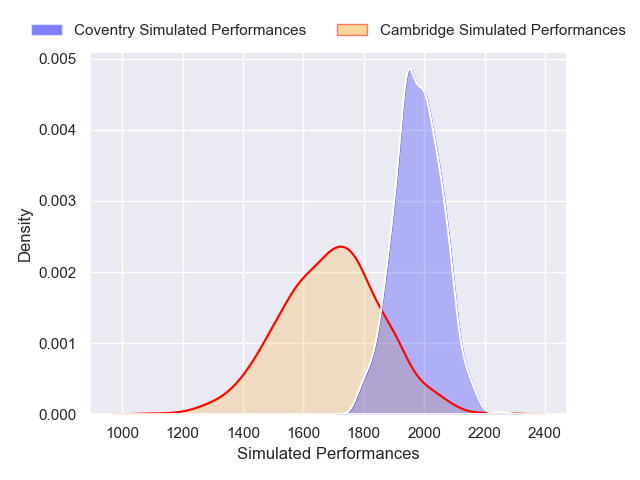 Coventry Simulated Performances
Cambridge Simulated Performances
0.005
0.004
0.003
0.002
0.001
0.000
Density
1000 1200 1400 1600 1800 2000 2200 2400
Simulated Performances